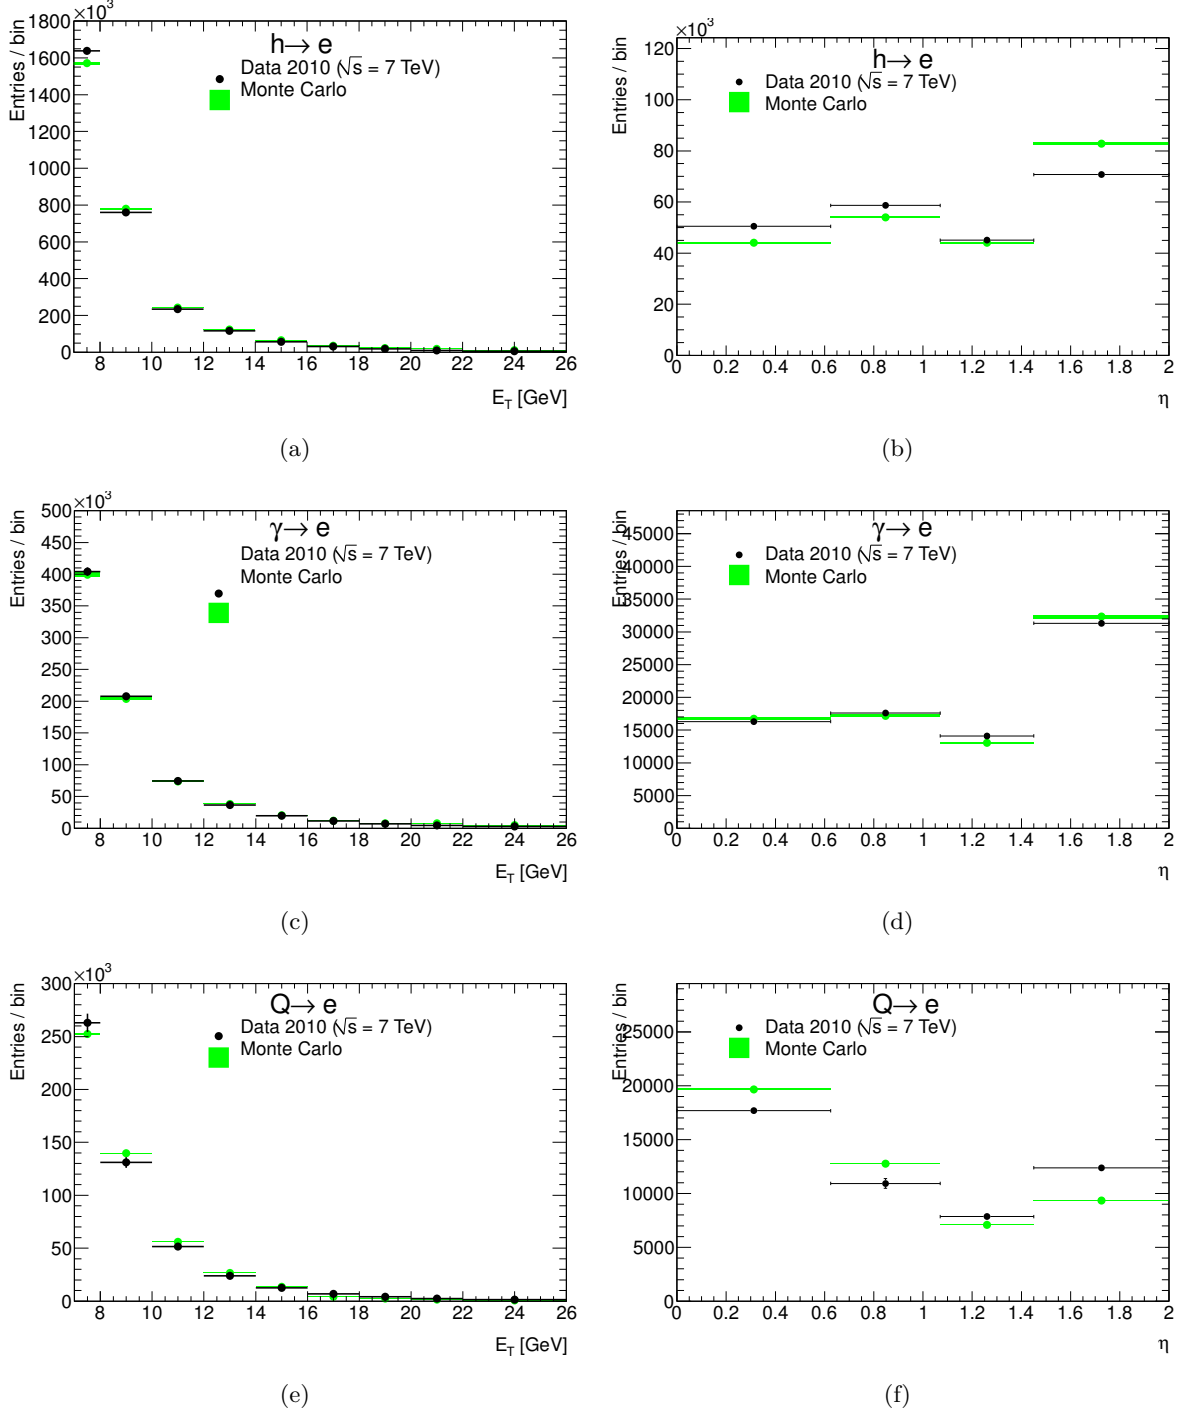 ×10³
Entries / bin
h→ e
Data 2010 (√s = 7 TeV)
Monte Carlo
1800
1600
1400
1200
1000
800
600
400
200
0
8 10 12 14 16 18 20 22 24 26
E_T [GeV]
(a)
×10³
Entries / bin
h→ e
Data 2010 (√s = 7 TeV)
Monte Carlo
120
100
80
60
40
20
0
0 0.2 0.4 0.6 0.8 1 1.2 1.4 1.6 1.8 2
η
(b)
×10³
Entries / bin
γ→ e
Data 2010 (√s = 7 TeV)
Monte Carlo
500
450
400
350
300
250
200
150
100
50
0
8 10 12 14 16 18 20 22 24 26
E_T [GeV]
(c)
Entries / bin
γ→ e
Data 2010 (√s = 7 TeV)
Monte Carlo
45000
40000
35000
30000
25000
20000
15000
10000
5000
0
0 0.2 0.4 0.6 0.8 1 1.2 1.4 1.6 1.8 2
η
(d)
×10³
Entries / bin
Q→ e
Data 2010 (√s = 7 TeV)
Monte Carlo
300
250
200
150
100
50
0
8 10 12 14 16 18 20 22 24 26
E_T [GeV]
(e)
Entries / bin
Q→ e
Data 2010 (√s = 7 TeV)
Monte Carlo
25000
20000
15000
10000
5000
0
0 0.2 0.4 0.6 0.8 1 1.2 1.4 1.6 1.8 2
η
(f)